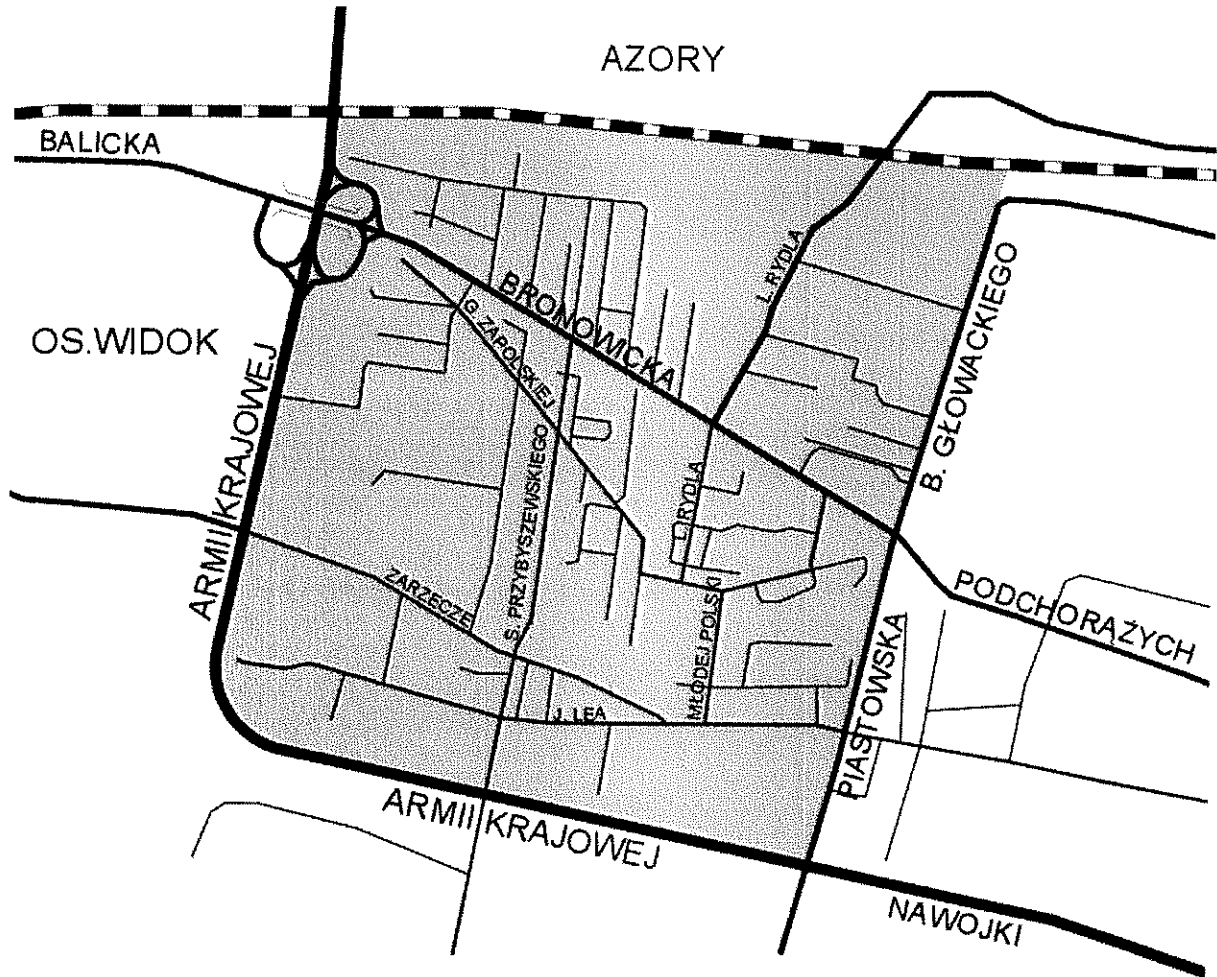 AZORY
BALICKA
OS.WIDOK
ARMII KRAJOWEJ
BRONOWICKA
G. ZAPOLSKIEJ
L. RYDLA
B. GŁOWACKIEGO
L. RYDLA
S. PRZYBYSZEWSKIEGO
ZARZECZE
MŁODEJ POLSKI
J. LEA
PIASTOWSKA
PODCHORĄŻYCH
ARMII KRAJOWEJ
NAWOJKI